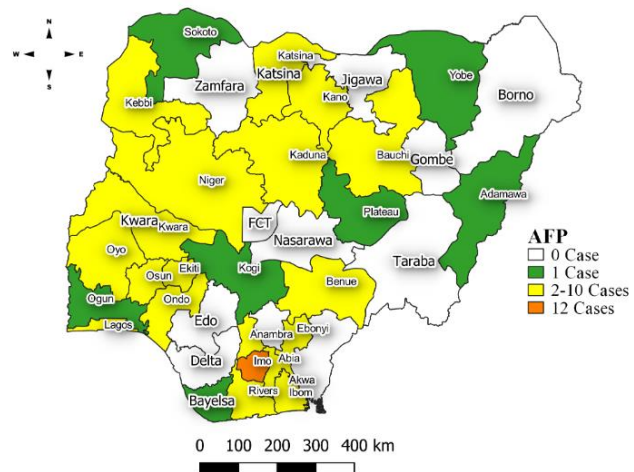 N
W E
S
Sokoto
Katsina
Katsina
Jigawa
Zamfara
Yobe
Borno
Kebbi
Kano
Kaduna
Bauchi
Gombe
Niger
Adamawa
Plateau
FCT
Kwara
Kwara
Nasarawa
Taraba
Oyo
Ekiti
Osun
Kogi
Benue
Ogun
Ondo
Lagos
Edo
Anambra
Ebonyi
Delta
Imo
Abia
Rivers
Akwa
Ibom
Bayelsa
AFP
0 Case
1 Case
2-10 Cases
12 Cases
0 100 200 300 400 km